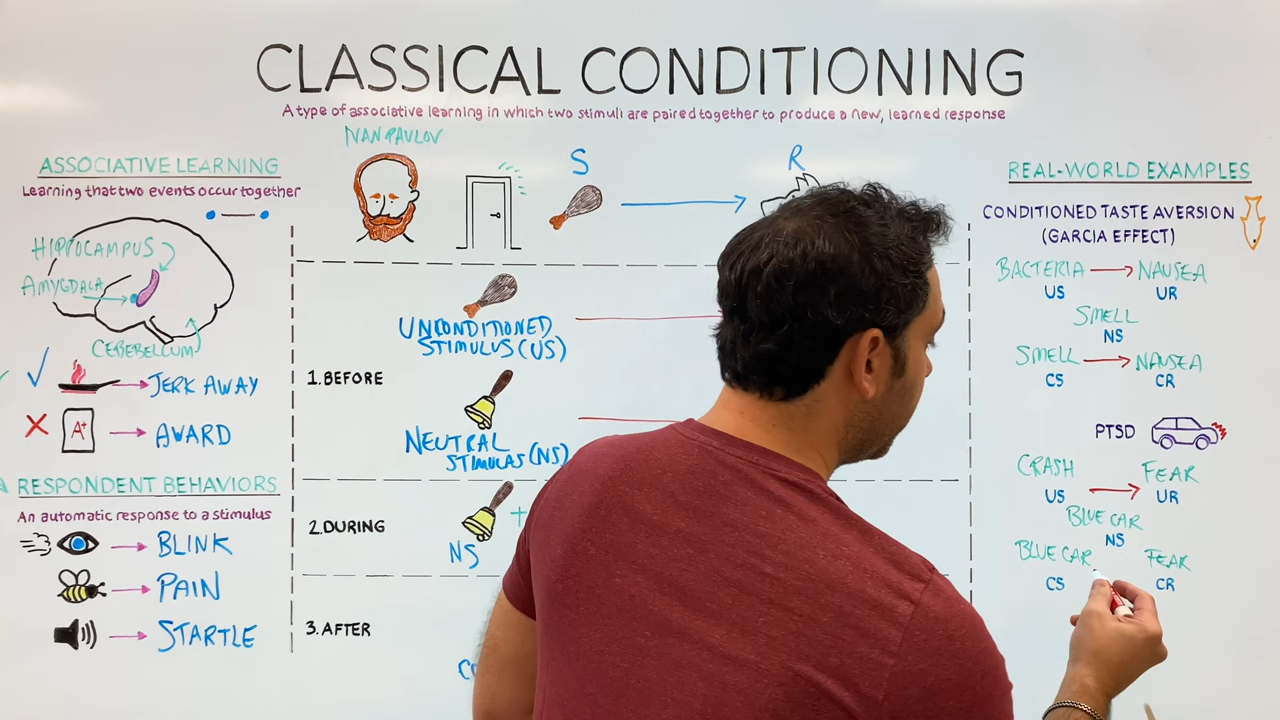 CLASSICAL CONDITIONING
A type of associative learning in which two stimuli are paired together to produce a new, learned response
ASSOCIATIVE LEARNING
Learning that two events occur together
HIPPOCAMPUS
AMYGDALA
CEREBELLUM
JERK AWAY
A+
AWARD
RESPONDENT BEHAVIORS
An automatic response to a stimulus
BLINK
PAIN
STARTLE
IVAN PAVLOV
S
R
1. BEFORE
UNCONDITIONED
STIMULUS (US)
NEUTRAL
STIMULAS (NS)
2. DURING
+
NS
3. AFTER
REAL-WORLD EXAMPLES
CONDITIONED TASTE AVERSION
(GARCIA EFFECT)
BACTERIA NAUSEA
US UR
SMELL
NS
SMELL NAUSEA
CS CR
PTSD
CRASH FEAR
US UR
BLUE CAR
NS
BLUE CAR FEAR
CS CR